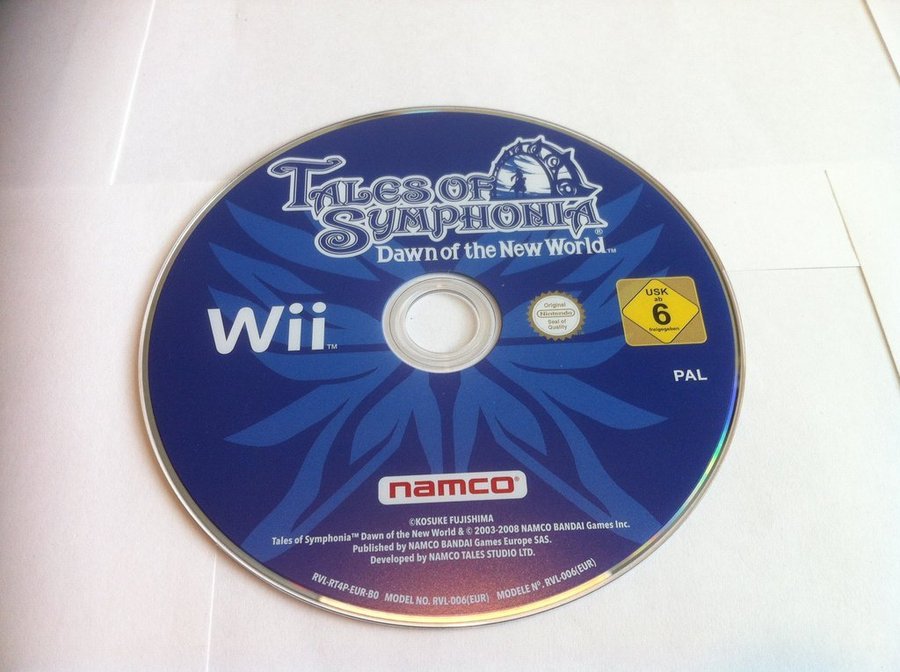 TALES OF
SYMPHONIA®
Dawn of the New World™
Wii™
Original
Nintendo
Seal of
Quality
USK
ab
6
freigegeben
PAL
namco®
©KOSUKE FUJISHIMA
Tales of Symphonia™ Dawn of the New World & © 2003-2008 NAMCO BANDAI Games Inc.
Published by NAMCO BANDAI Games Europe SAS.
Developed by NAMCO TALES STUDIO LTD.
RVL-RT4P-EUR-B0 MODEL NO. RVL-006(EUR) MODELE Nº. RVL-006(EUR)